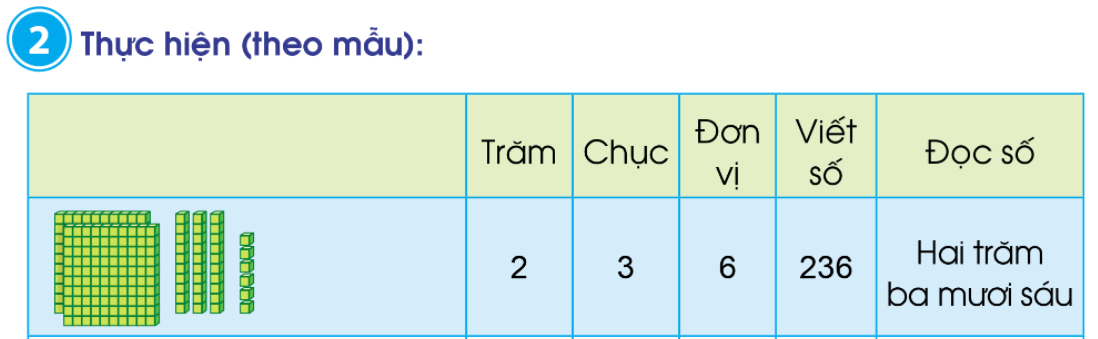 2 Thực hiện (theo mẫu):
Trăm Chục Đơn vị Viết số Đọc số
2 3 6 236 Hai trăm
ba mươi sáu